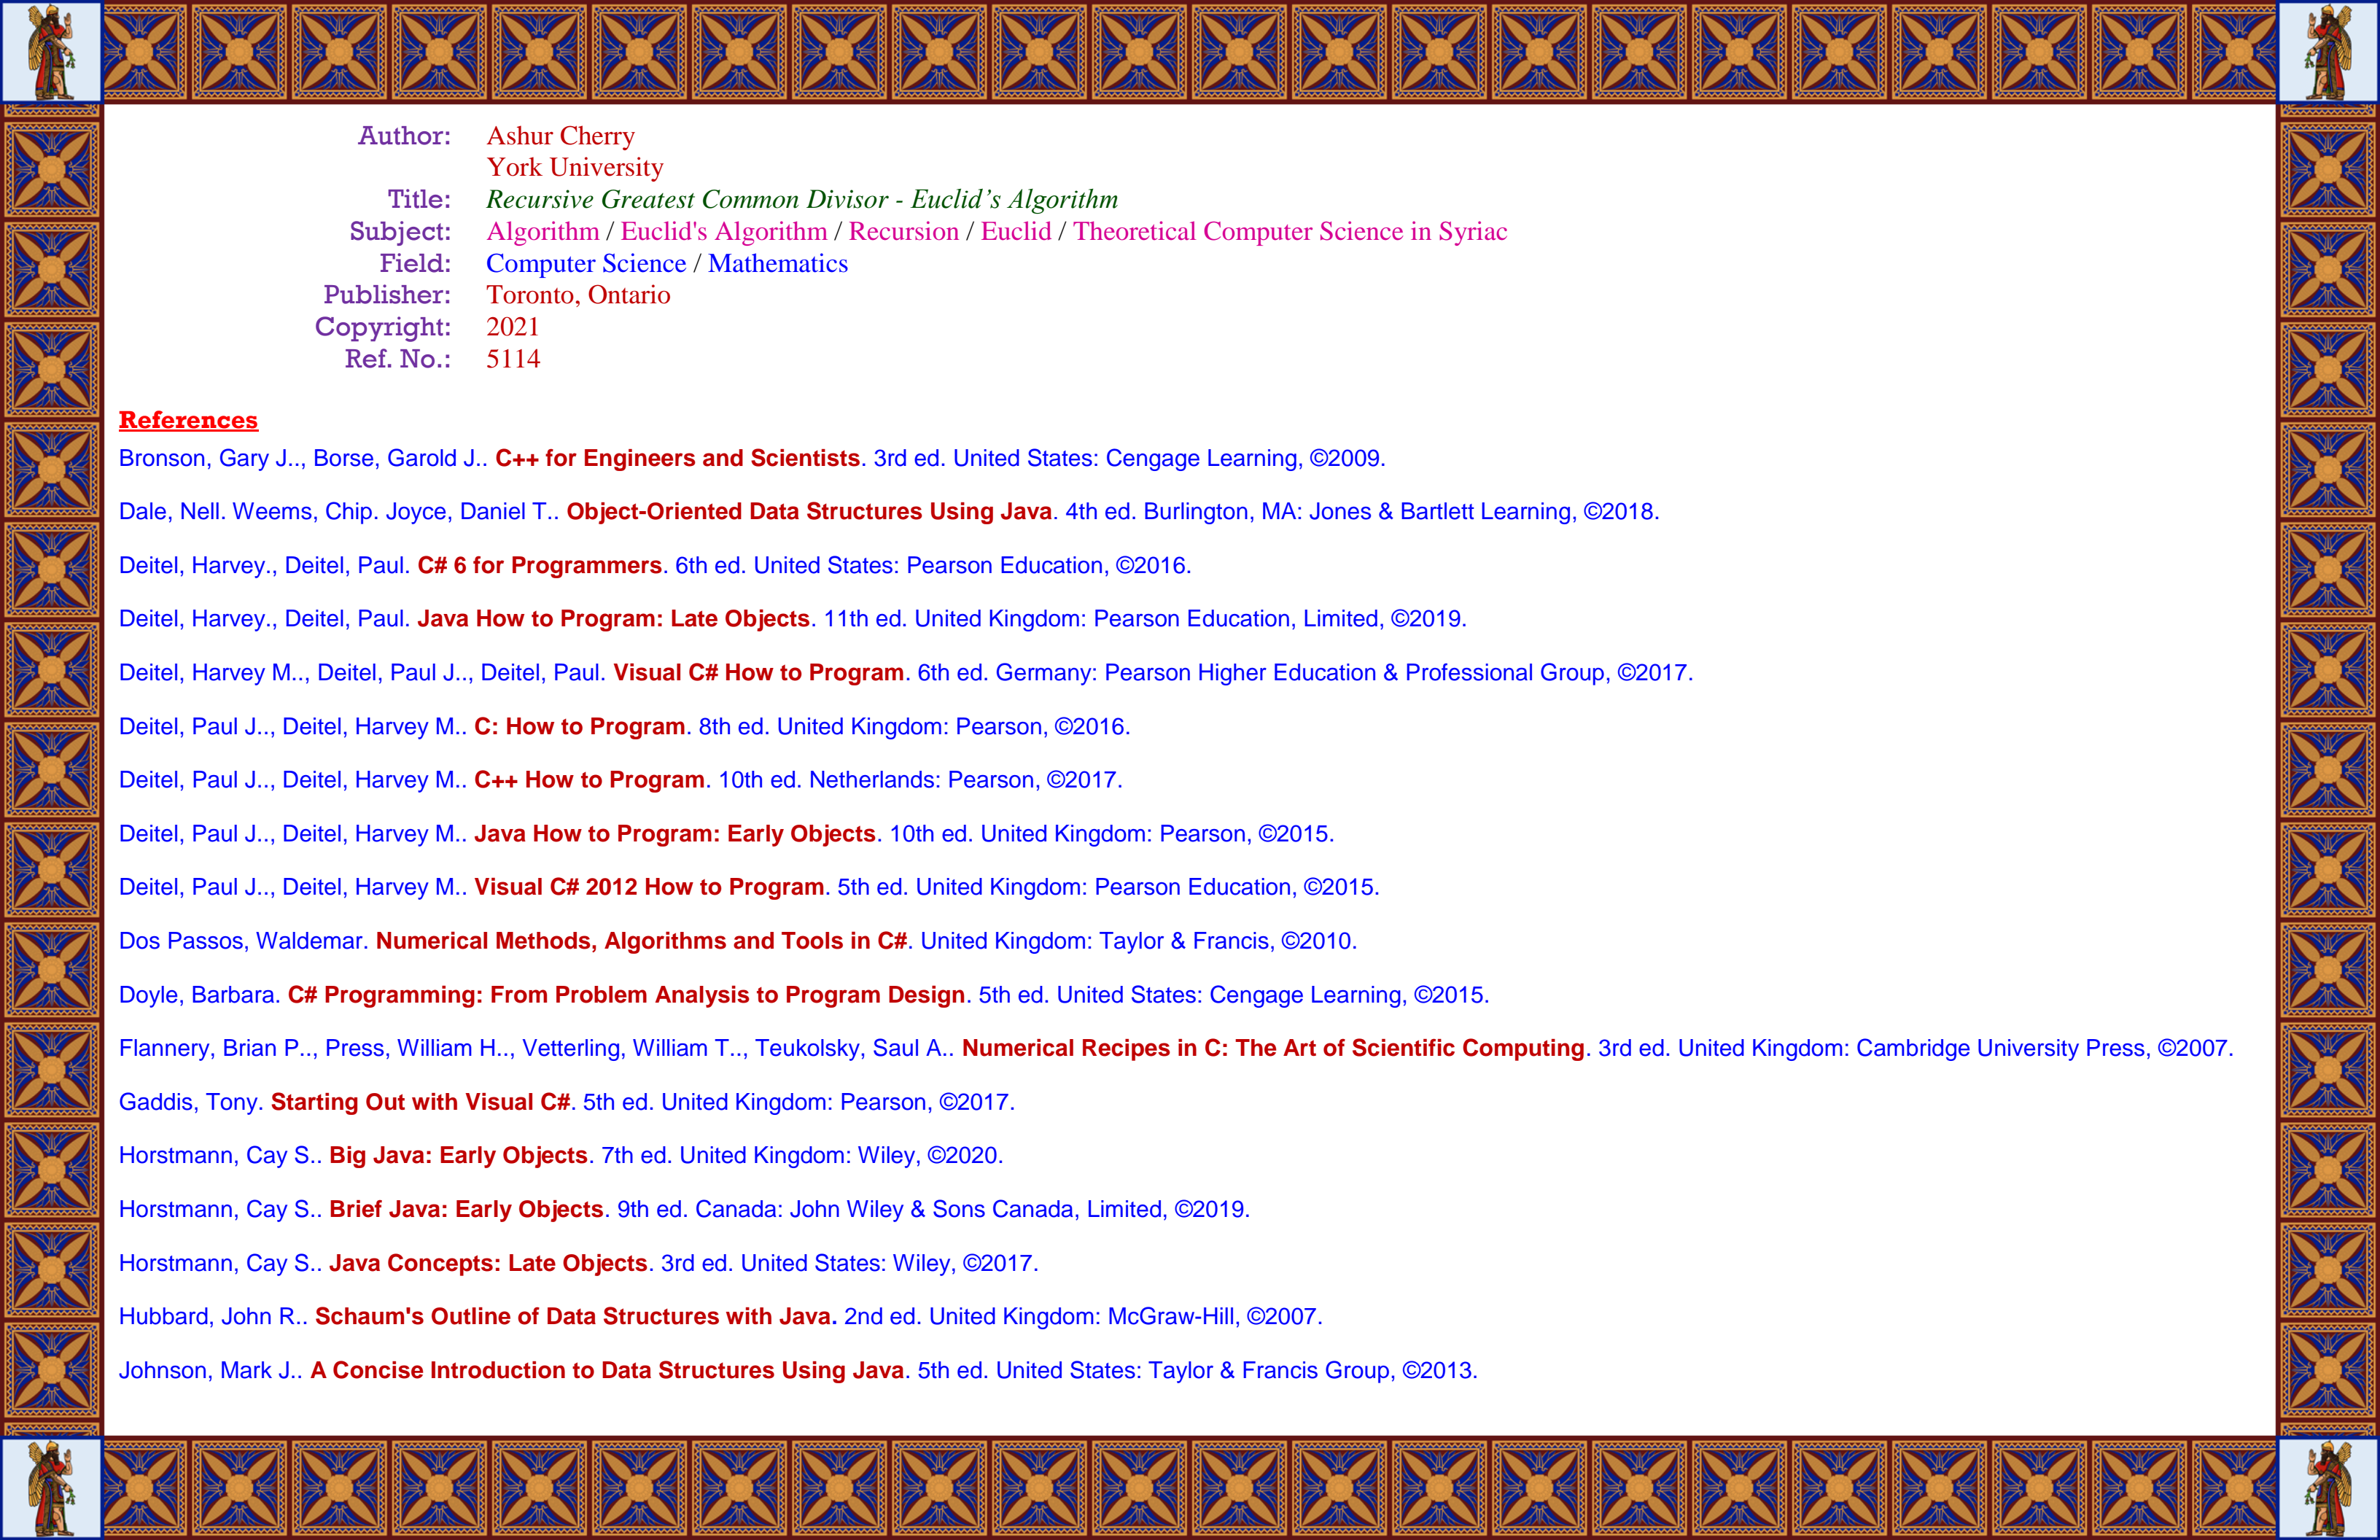 Author: Ashur Cherry
York University
Title: Recursive Greatest Common Divisor - Euclid’s Algorithm
Subject: Algorithm / Euclid's Algorithm / Recursion / Euclid / Theoretical Computer Science in Syriac
Field: Computer Science / Mathematics
Publisher: Toronto, Ontario
Copyright: 2021
Ref. No.: 5114
References
Bronson, Gary J.., Borse, Garold J.. C++ for Engineers and Scientists. 3rd ed. United States: Cengage Learning, ©2009.
Dale, Nell. Weems, Chip. Joyce, Daniel T.. Object-Oriented Data Structures Using Java. 4th ed. Burlington, MA: Jones & Bartlett Learning, ©2018.
Deitel, Harvey., Deitel, Paul. C# 6 for Programmers. 6th ed. United States: Pearson Education, ©2016.
Deitel, Harvey., Deitel, Paul. Java How to Program: Late Objects. 11th ed. United Kingdom: Pearson Education, Limited, ©2019.
Deitel, Harvey M.., Deitel, Paul J.., Deitel, Paul. Visual C# How to Program. 6th ed. Germany: Pearson Higher Education & Professional Group, ©2017.
Deitel, Paul J.., Deitel, Harvey M.. C: How to Program. 8th ed. United Kingdom: Pearson, ©2016.
Deitel, Paul J.., Deitel, Harvey M.. C++ How to Program. 10th ed. Netherlands: Pearson, ©2017.
Deitel, Paul J.., Deitel, Harvey M.. Java How to Program: Early Objects. 10th ed. United Kingdom: Pearson, ©2015.
Deitel, Paul J.., Deitel, Harvey M.. Visual C# 2012 How to Program. 5th ed. United Kingdom: Pearson Education, ©2015.
Dos Passos, Waldemar. Numerical Methods, Algorithms and Tools in C#. United Kingdom: Taylor & Francis, ©2010.
Doyle, Barbara. C# Programming: From Problem Analysis to Program Design. 5th ed. United States: Cengage Learning, ©2015.
Flannery, Brian P.., Press, William H.., Vetterling, William T.., Teukolsky, Saul A.. Numerical Recipes in C: The Art of Scientific Computing. 3rd ed. United Kingdom: Cambridge University Press, ©2007.
Gaddis, Tony. Starting Out with Visual C#. 5th ed. United Kingdom: Pearson, ©2017.
Horstmann, Cay S.. Big Java: Early Objects. 7th ed. United Kingdom: Wiley, ©2020.
Horstmann, Cay S.. Brief Java: Early Objects. 9th ed. Canada: John Wiley & Sons Canada, Limited, ©2019.
Horstmann, Cay S.. Java Concepts: Late Objects. 3rd ed. United States: Wiley, ©2017.
Hubbard, John R.. Schaum's Outline of Data Structures with Java. 2nd ed. United Kingdom: McGraw-Hill, ©2007.
Johnson, Mark J.. A Concise Introduction to Data Structures Using Java. 5th ed. United States: Taylor & Francis Group, ©2013.